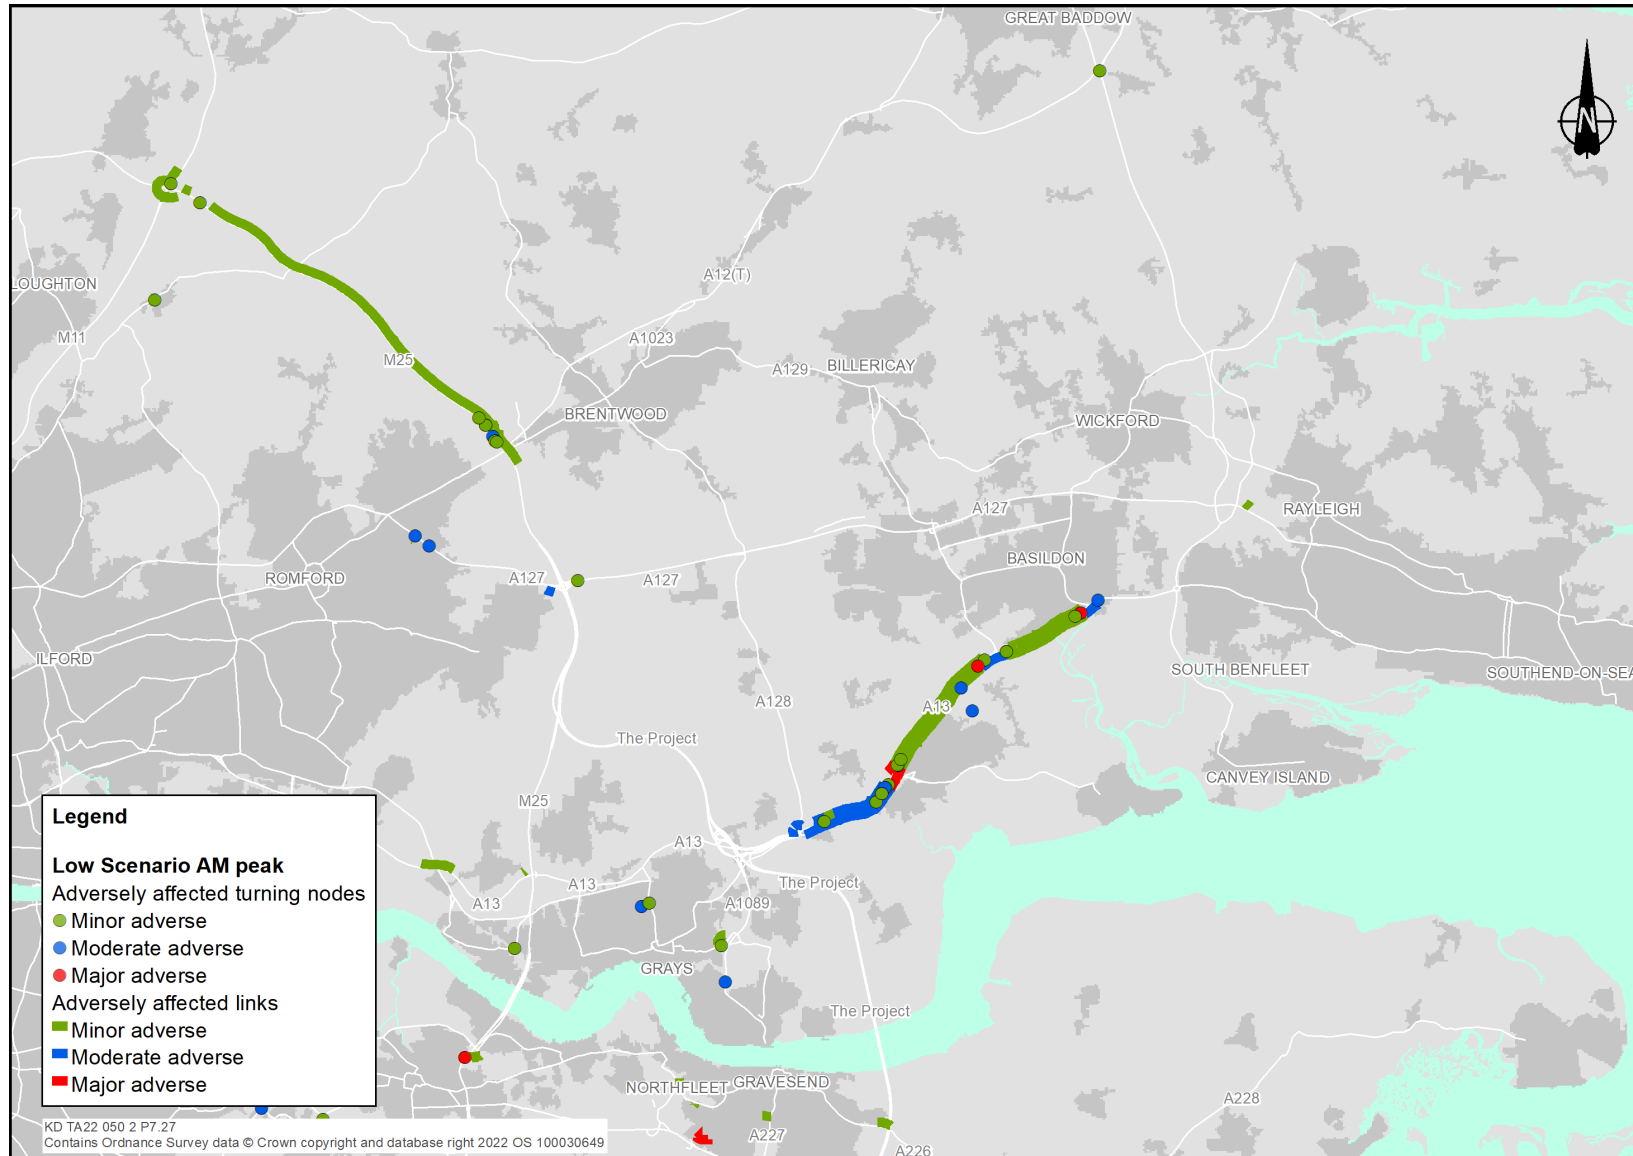 GREAT BADDOW
N
LOUGHTON
A12(T)
M11
A1023
M25
A129
BILLERICAY
BRENTWOOD
WICKFORD
A127
RAYLEIGH
BASILDON
ROMFORD
A127
A127
ILFORD
SOUTH BENFLEET
SOUTHEND-ON-SEA
A128
A13
The Project
CANVEY ISLAND
M25
A13
The Project
A13
A13
A1089
GRAYS
The Project
NORTHFLEET
GRAVESEND
A228
A227
A226
Legend
Low Scenario AM peak
Adversely affected turning nodes
Minor adverse
Moderate adverse
Major adverse
Adversely affected links
Minor adverse
Moderate adverse
Major adverse
KD TA22 050 2 P7.27
Contains Ordnance Survey data © Crown copyright and database right 2022 OS 100030649